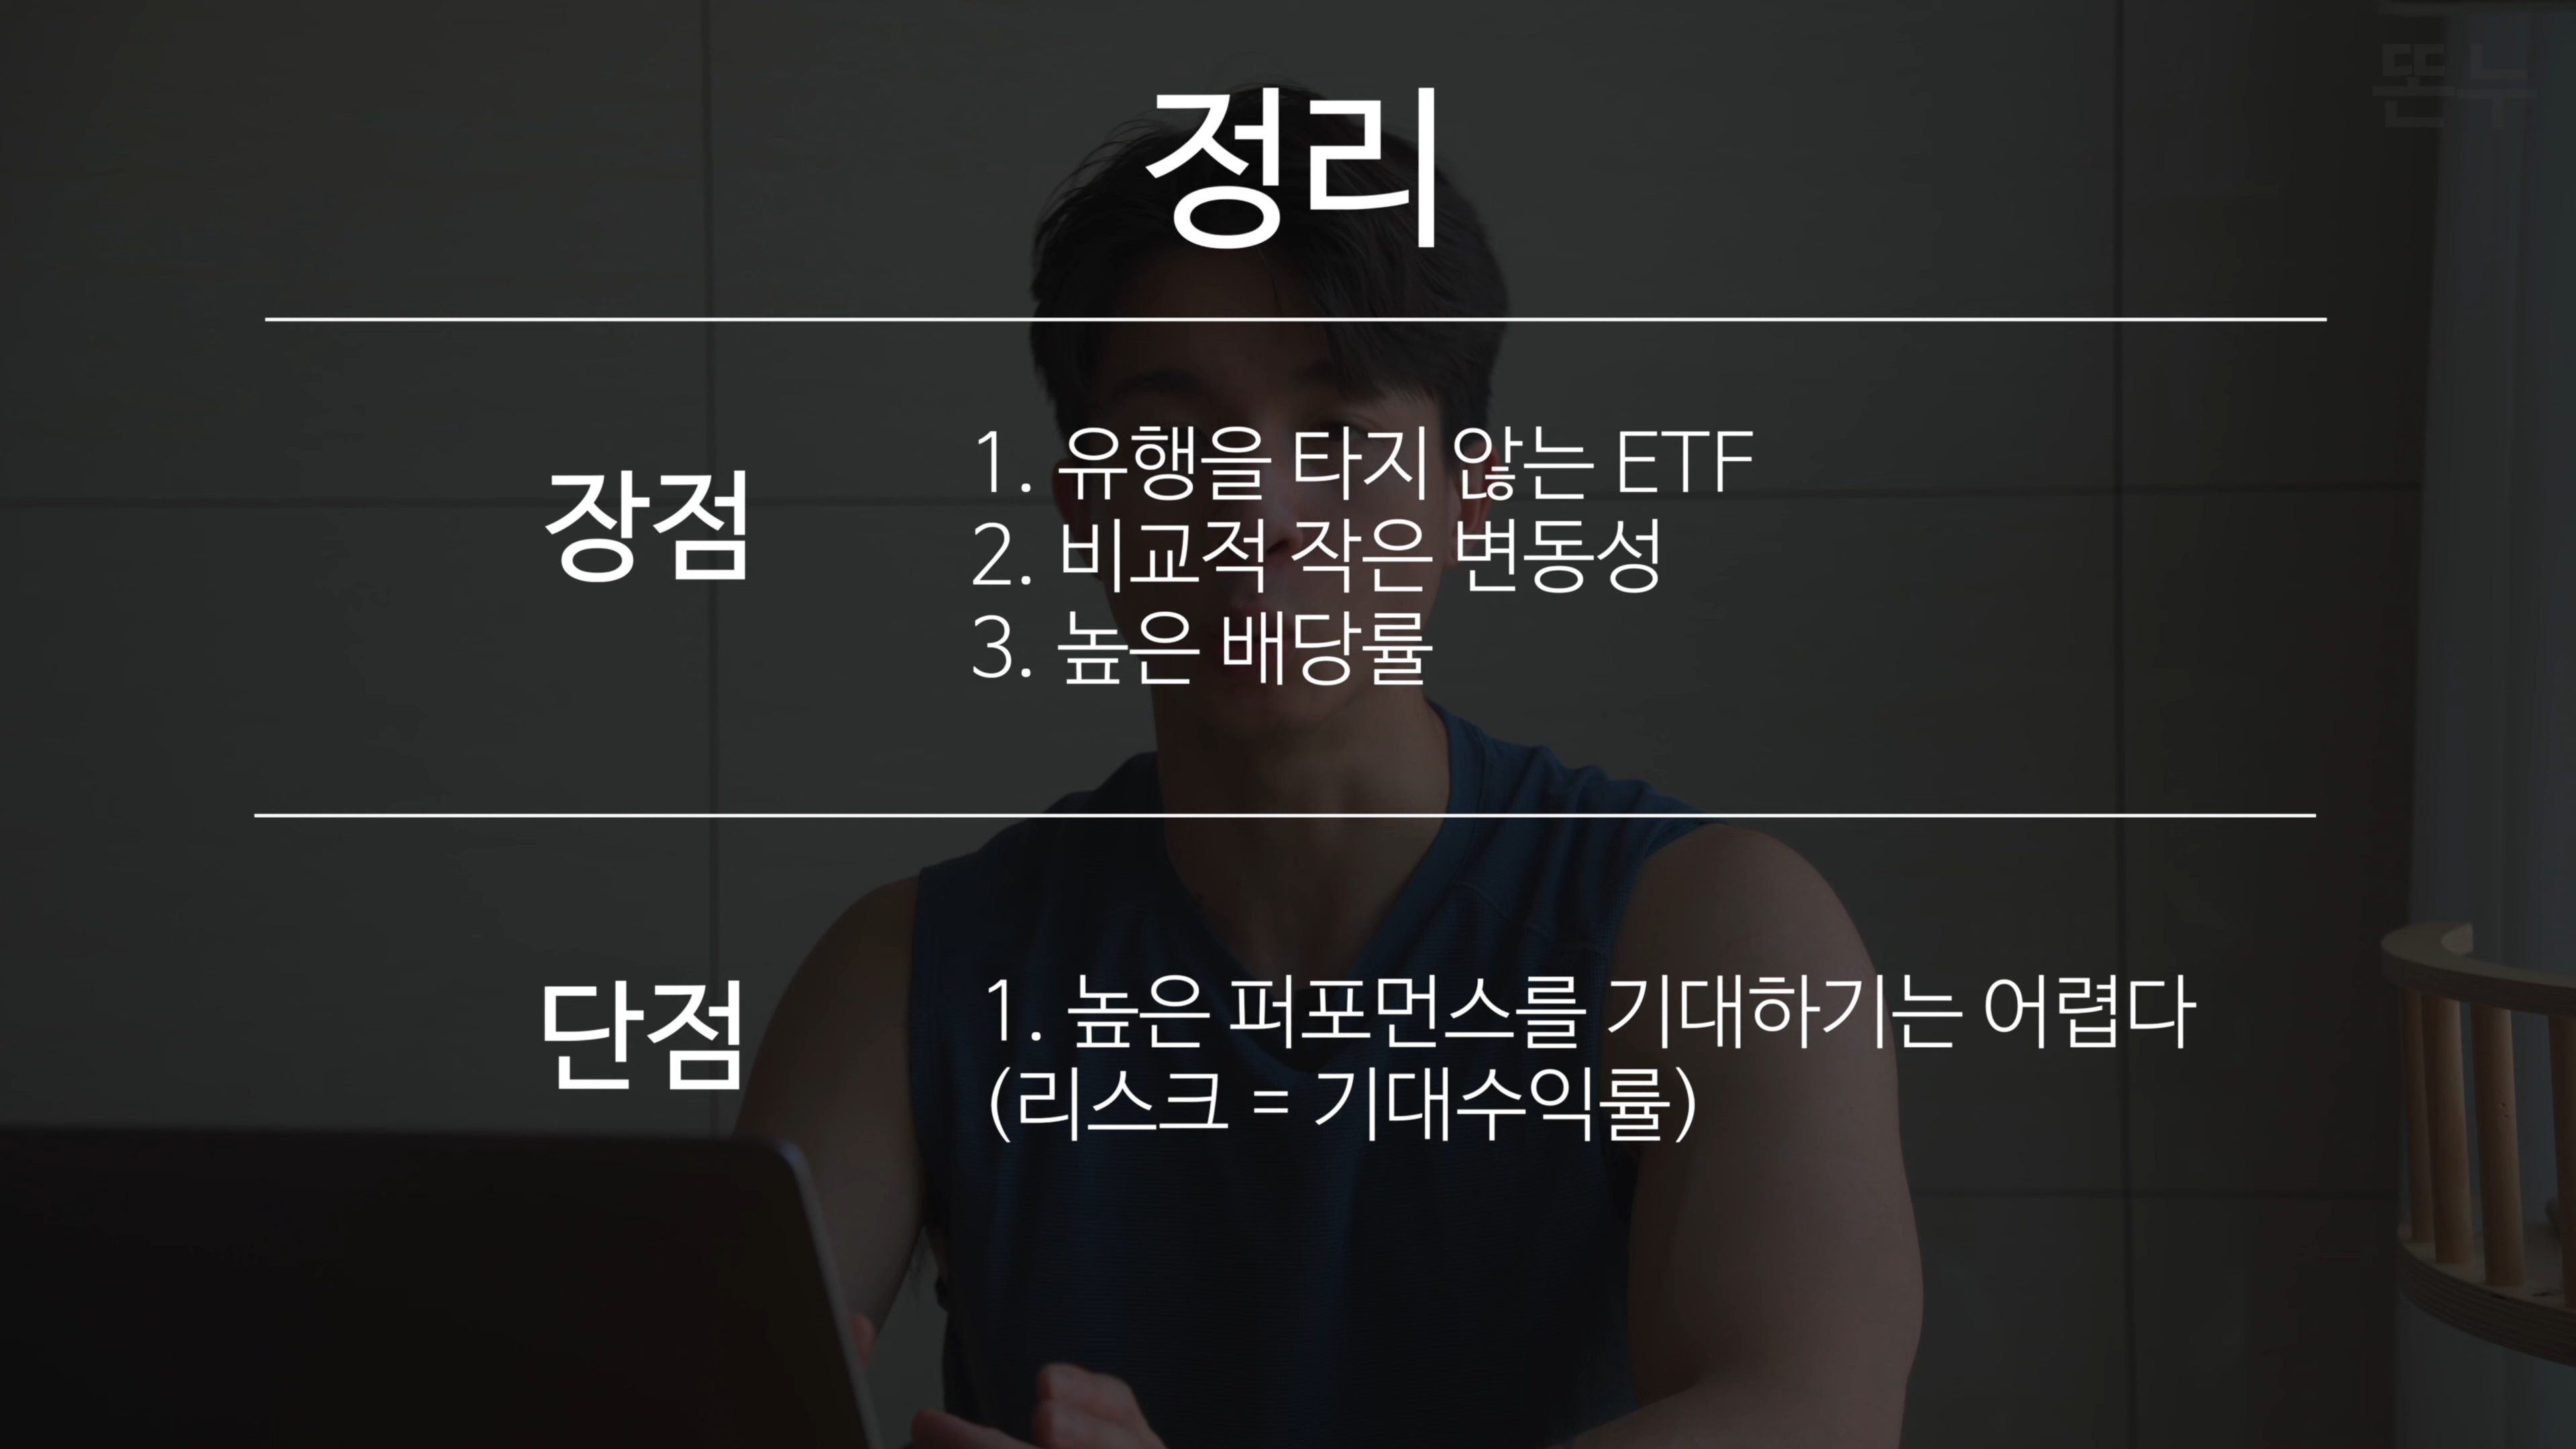 또누
정리
장점
1. 유행을 타지 않는 ETF
2. 비교적 작은 변동성
3. 높은 배당률
단점
1. 높은 퍼포먼스를 기대하기는 어렵다
(리스크 = 기대수익률)